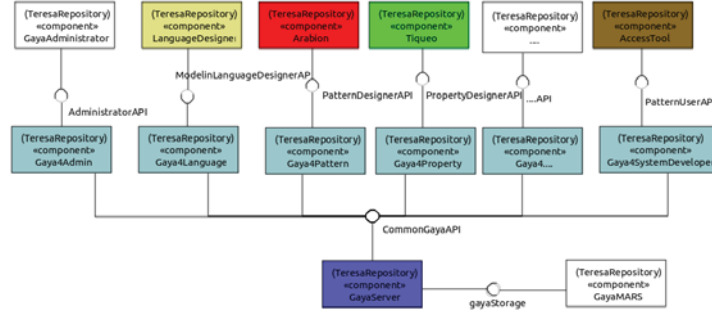 (TeresaRepository)
«component»
GayaAdministrator
(TeresaRepository)
«component»
LanguageDesigner
(TeresaRepository)
«component»
Arabion
(TeresaRepository)
«component»
Tiqueo
(TeresaRepository)
«component»
....
(TeresaRepository)
«component»
AccessTool
AdministratorAPI
ModelinLanguageDesignerAP
PatternDesignerAPI
PropertyDesignerAPI
....API
PatternUserAP
(TeresaRepository)
«component»
Gaya4Admin
(TeresaRepository)
«component»
Gaya4Language
(TeresaRepository)
«component»
Gaya4Pattern
(TeresaRepository)
«component»
Gaya4Property
(TeresaRepository)
«component»
Gaya4....
(TeresaRepository)
«component»
Gaya4SystemDeveloper
CommonGayaAPI
(TeresaRepository)
«component»
GayaServer
gayaStorage
(TeresaRepository)
«component»
GayaMARS